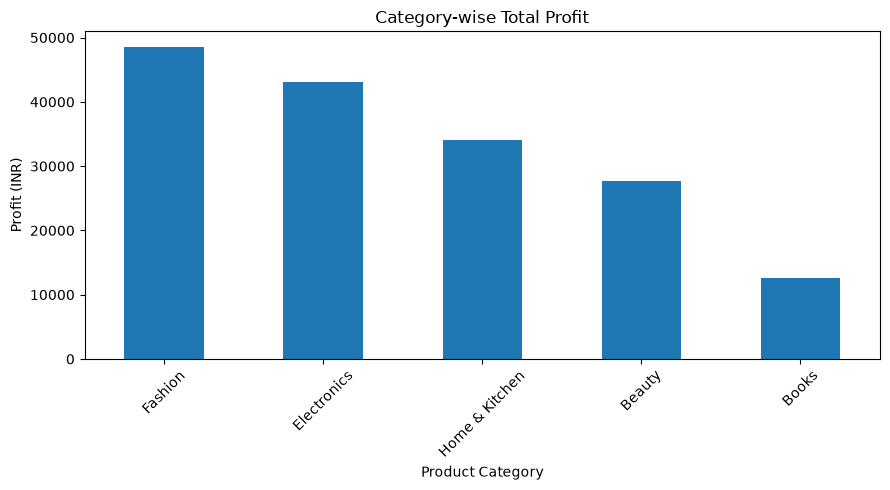 Category-wise Total Profit
Profit (INR)
50000
40000
30000
20000
10000
0
Fashion
Electronics
Home & Kitchen
Beauty
Books
Product Category